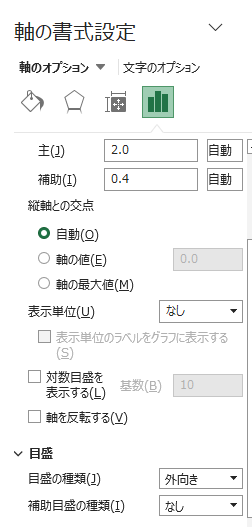 軸の書式設定
軸のオプション 文字のオプション
主(J) 2.0 自動
補助(I) 0.4 自動
縦軸との交点
自動(O)
軸の値(E) 0.0
軸の最大値(M)
表示単位(U) なし
表示単位のラベルをグラフに表示する
(S)
対数目盛を
表示する(L) 基数(B) 10
軸を反転する(V)
目盛
目盛の種類(J) 外向き
補助目盛の種類(I) なし